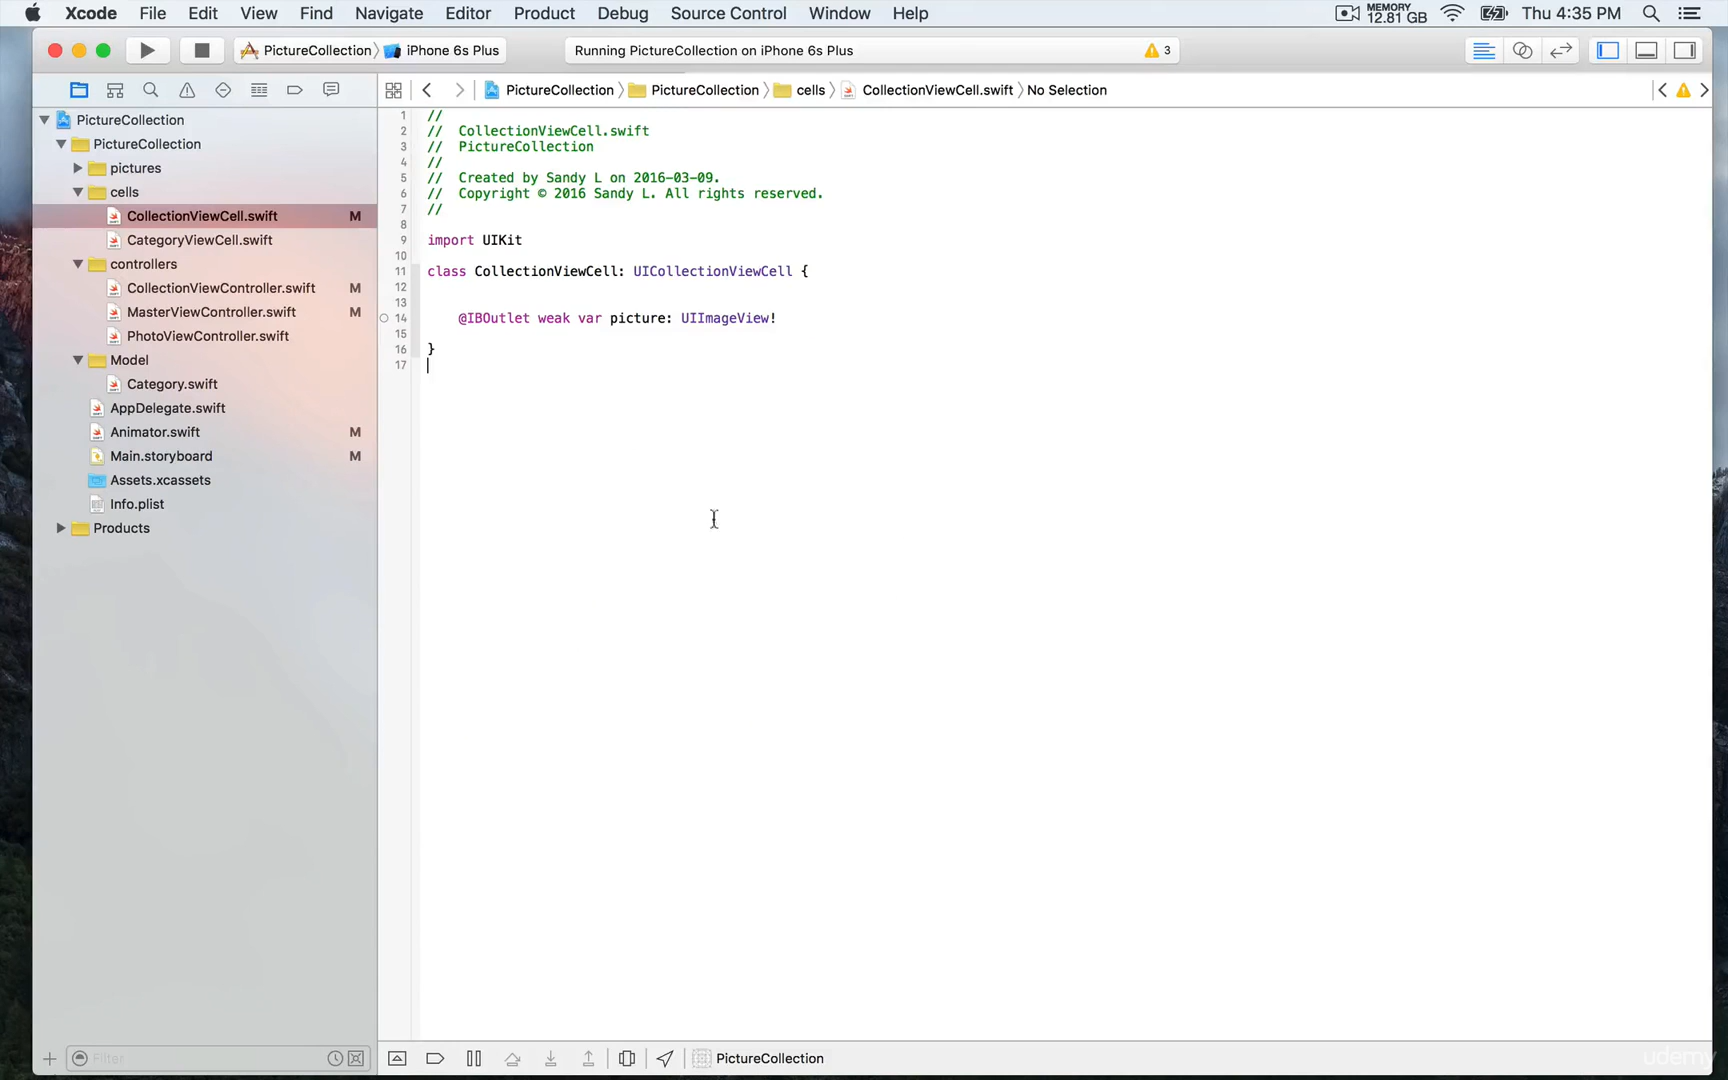 Xcode File Edit View Find Navigate Editor Product Debug Source Control Window Help MEMORY 12.81 GB Thu 4:35 PM
PictureCollection iPhone 6s Plus Running PictureCollection on iPhone 6s Plus 3
PictureCollection PictureCollection cells CollectionViewCell.swift No Selection
PictureCollection
PictureCollection
pictures
cells
CollectionViewCell.swift M
CategoryViewCell.swift
controllers
CollectionViewController.swift M
MasterViewController.swift M
PhotoViewController.swift
Model
Category.swift
AppDelegate.swift
Animator.swift M
Main.storyboard M
Assets.xcassets
Info.plist
Products
Filter
1 //
2 // CollectionViewCell.swift
3 // PictureCollection
4 //
5 // Created by Sandy L on 2016-03-09.
6 // Copyright © 2016 Sandy L. All rights reserved.
7 //
8
9 import UIKit
10
11 class CollectionViewCell: UICollectionViewCell {
12
13
14 @IBOutlet weak var picture: UIImageView!
15
16 }
17
PictureCollection
udemy